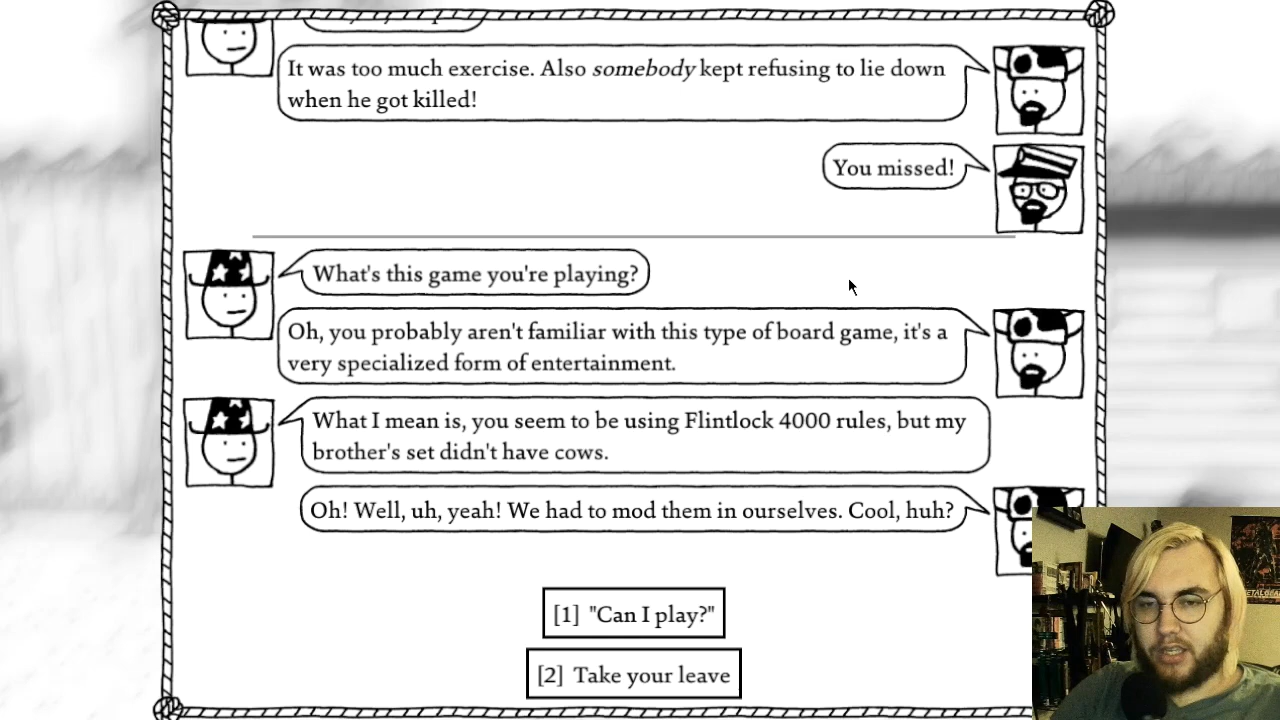 It was too much exercise. Also somebody kept refusing to lie down
when he got killed!
You missed!
What's this game you're playing?
Oh, you probably aren't familiar with this type of board game, it's a
very specialized form of entertainment.
What I mean is, you seem to be using Flintlock 4000 rules, but my
brother's set didn't have cows.
Oh! Well, uh, yeah! We had to mod them in ourselves. Cool, huh?
[1] "Can I play?"
[2] Take your leave